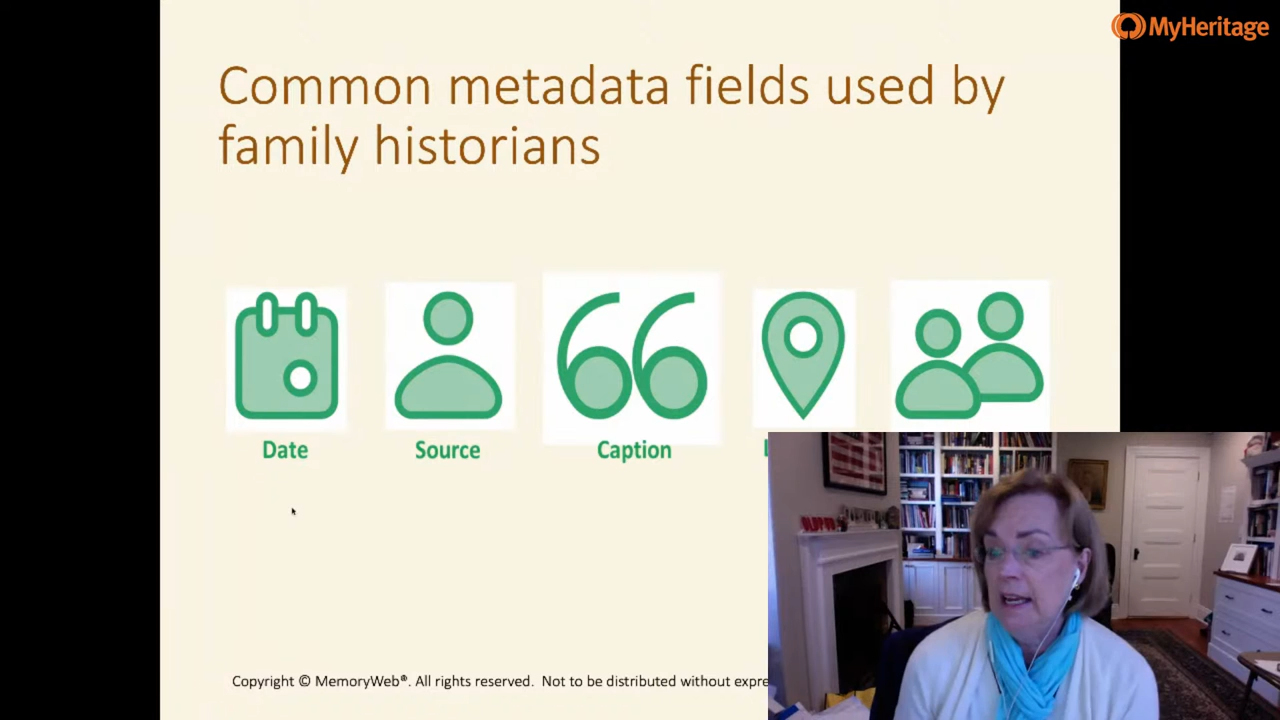 MyHeritage
Common metadata fields used by
family historians
Date
Source
Caption
Copyright © MemoryWeb®. All rights reserved. Not to be distributed without expre